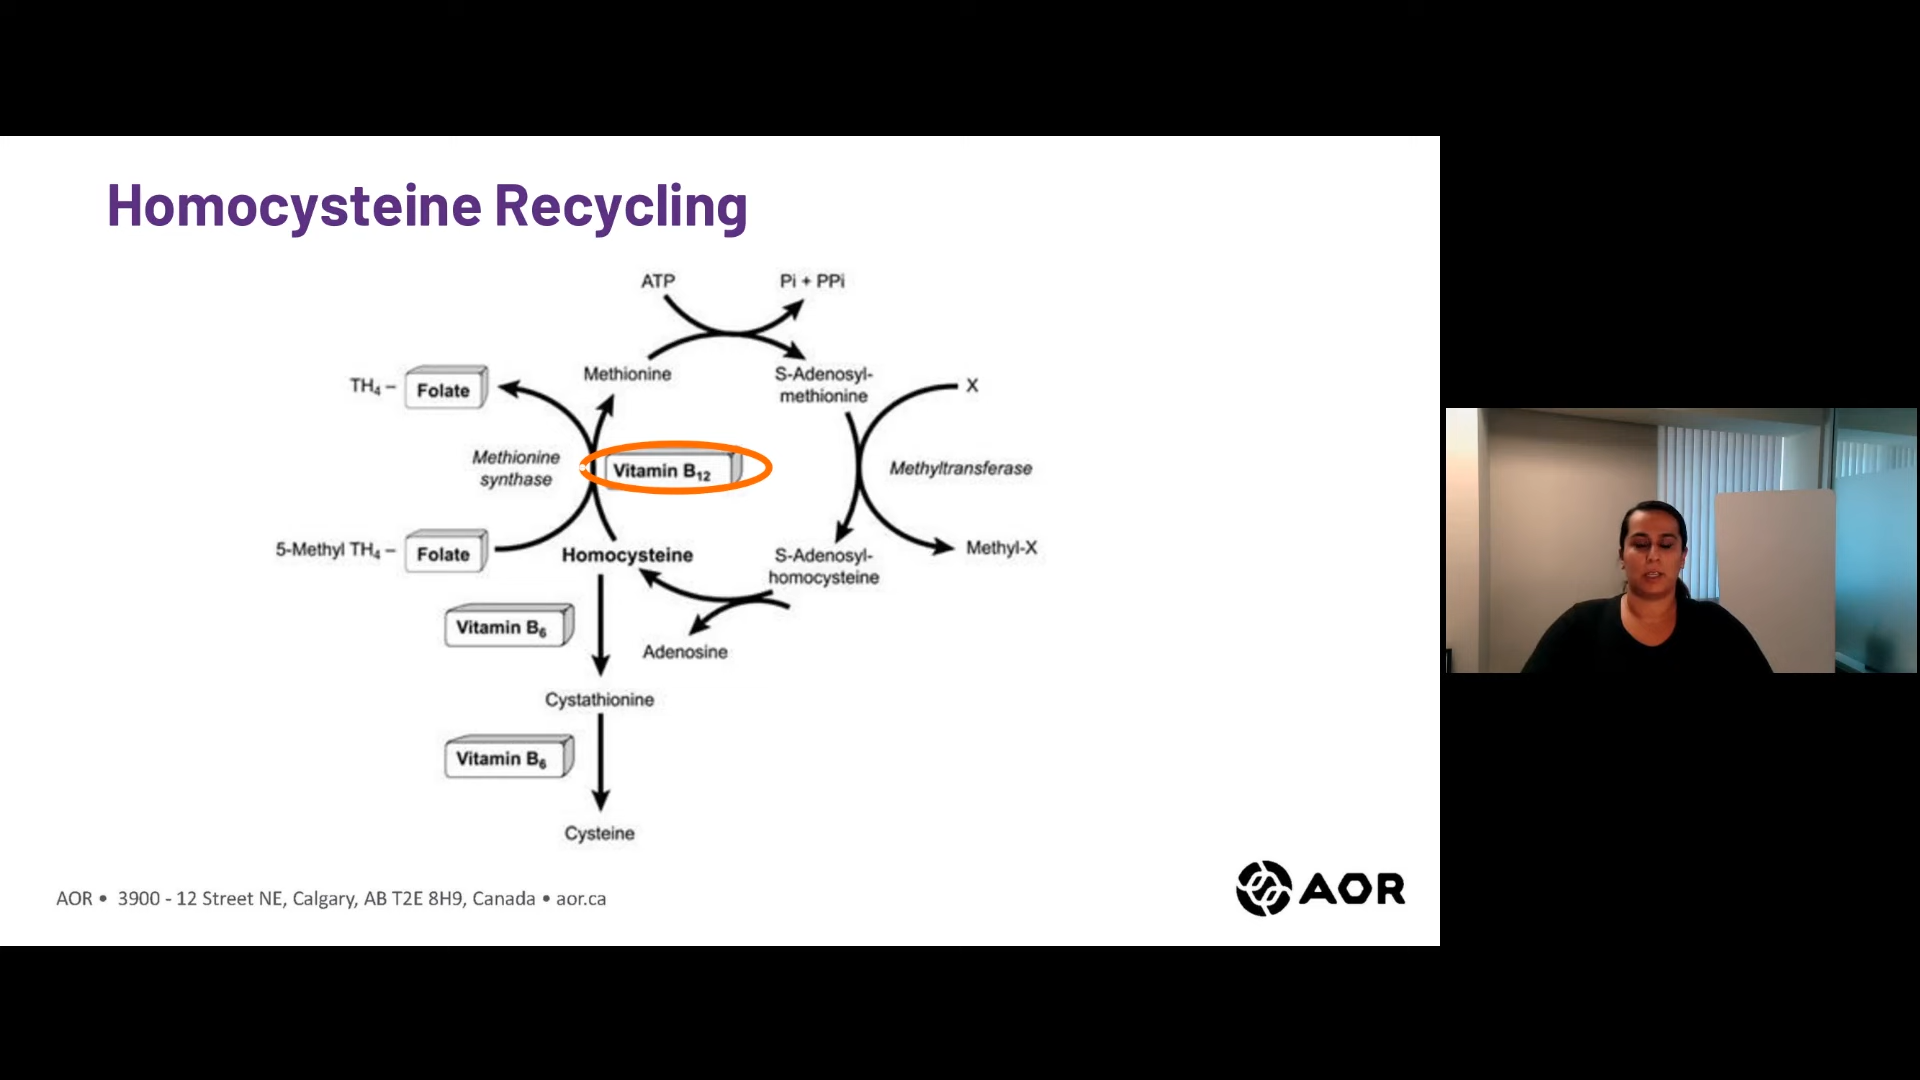 Homocysteine Recycling
ATP
Pi + PPi
Methionine
S-Adenosyl-
methionine
X
TH₄ –
Folate
Methionine
synthase
Vitamin B₁₂
Methyltransferase
5-Methyl TH₄ –
Folate
Homocysteine
S-Adenosyl-
homocysteine
Methyl-X
Vitamin B₆
Adenosine
Cystathionine
Vitamin B₆
Cysteine
AOR • 3900 - 12 Street NE, Calgary, AB T2E 8H9, Canada • aor.ca
AOR